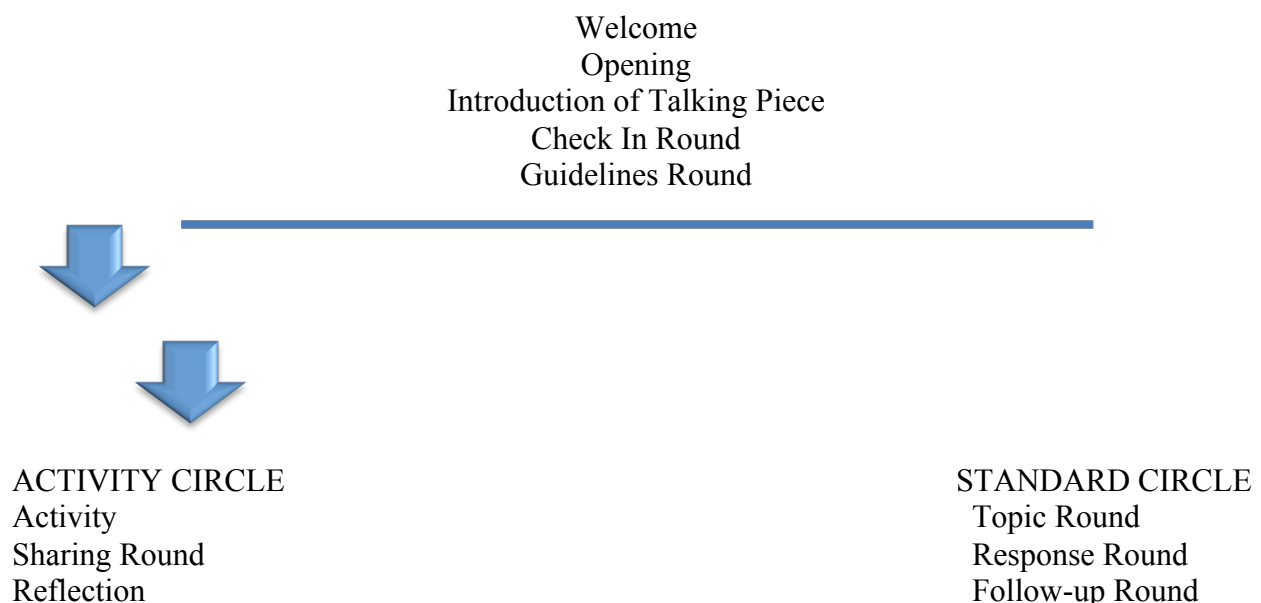 Welcome
Opening
Introduction of Talking Piece
Check In Round
Guidelines Round
ACTIVITY CIRCLE
Activity
Sharing Round
Reflection
STANDARD CIRCLE
Topic Round
Response Round
Follow-up Round